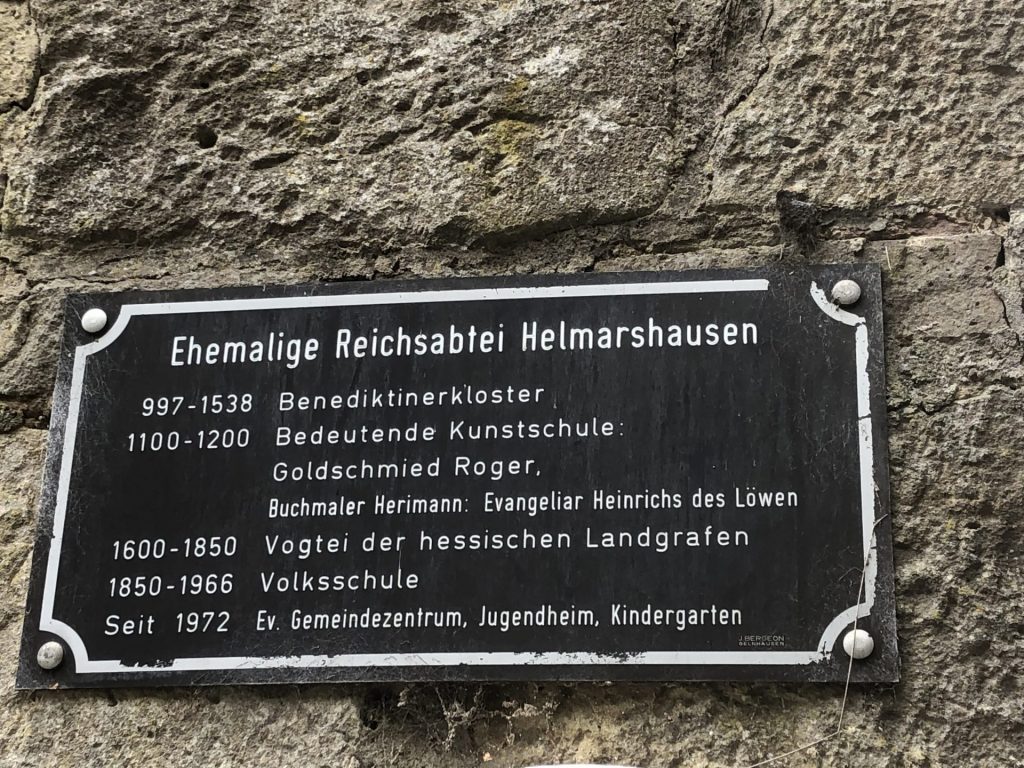 Ehemalige Reichsabtei Helmarshausen
997-1538 Benediktinerkloster
1100-1200 Bedeutende Kunstschule:
Goldschmied Roger,
Buchmaler Herimann: Evangeliar Heinrichs des Löwen
1600-1850 Vogtei der hessischen Landgrafen
1850-1966 Volksschule
Seit 1972 Ev. Gemeindezentrum, Jugendheim, Kindergarten
J. BERGEON